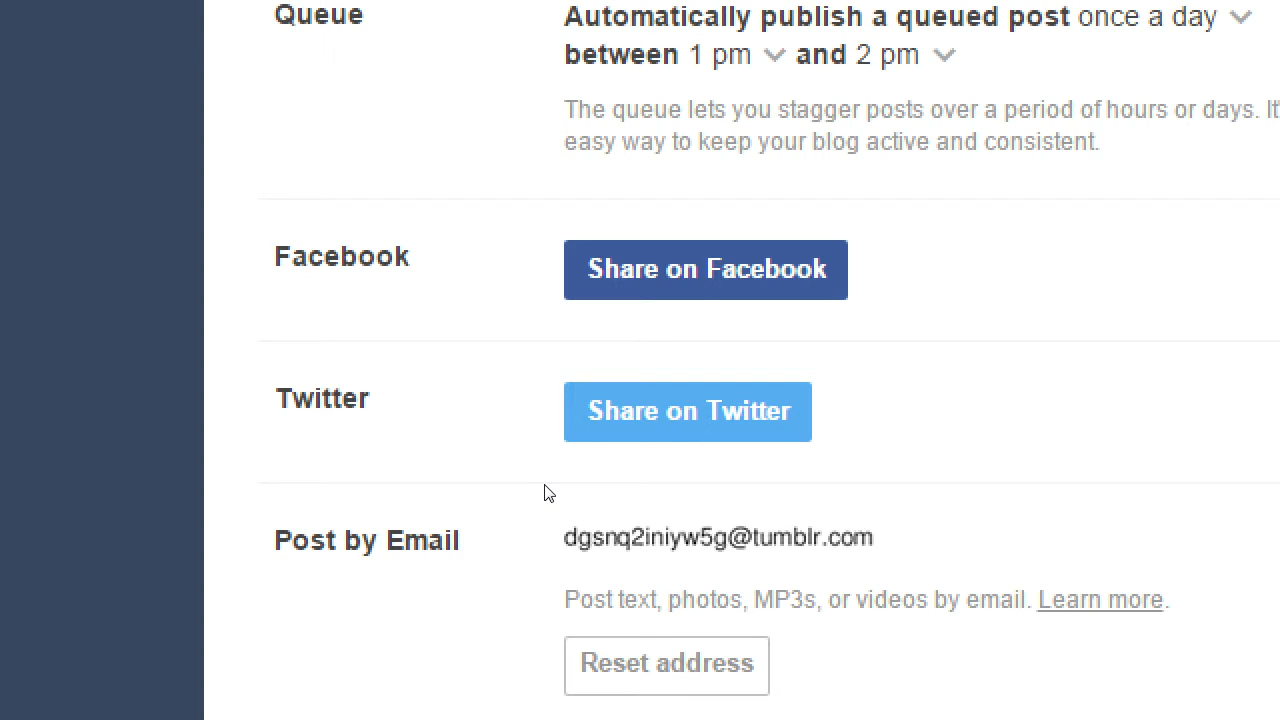 Queue
Automatically publish a queued post once a day
between 1 pm and 2 pm
The queue lets you stagger posts over a period of hours or days. It
easy way to keep your blog active and consistent.
Facebook
Share on Facebook
Twitter
Share on Twitter
Post by Email
dgsnq2iniyw5g@tumblr.com
Post text, photos, MP3s, or videos by email. Learn more.
Reset address